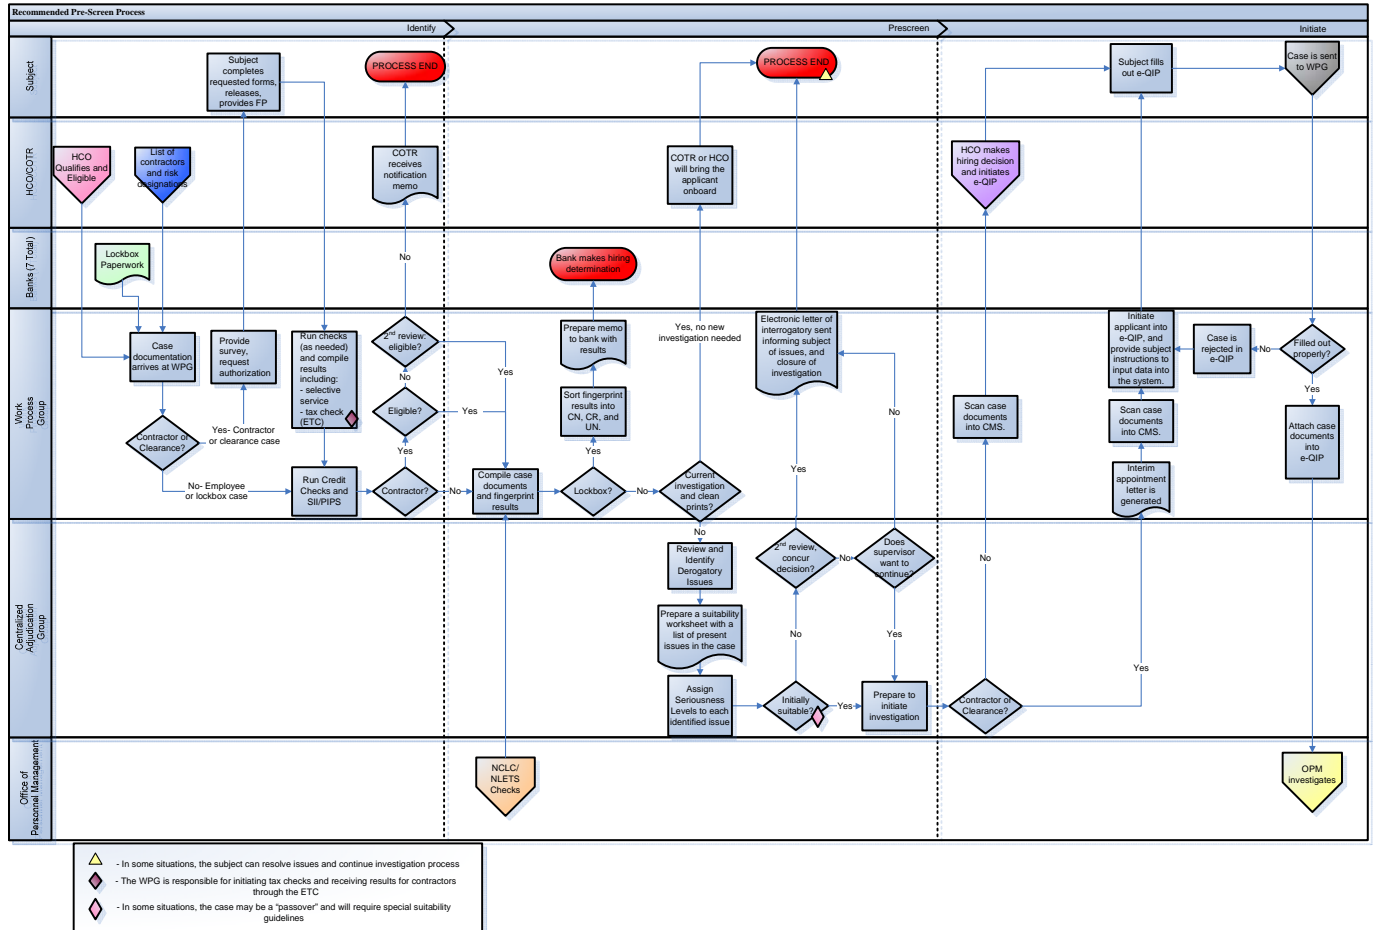 Recommended Pre-Screen Process
Identify
Prescreen
Initiate
Subject
Subject
completes
requested forms,
releases,
provides FP
PROCESS END
PROCESS END
Subject fills
out e-QIP
Case is sent
to WPG
HCO/COTR
HCO
Qualifies and
Eligible
List of
contractors
and risk
designations
COTR
receives
notification
memo
COTR or HCO
will bring the
applicant
onboard
HCO makes
hiring decision
and initiates
e-QIP
Banks (7 Total)
Lockbox
Paperwork
No
Bank makes hiring
determination
Work
Process
Group
Case
documentation
arrives at WPG
Provide
survey,
request
authorization
Run checks
(as needed)
and compile
results
including:
- selective
service
- tax check
(ETC)
2nd review:
eligible?
No
Eligible?
Yes
Yes
Yes
Contractor or
Clearance?
Yes- Contractor
or clearance case
No- Employee
or lockbox case
Run Credit
Checks and
SII/PIPS
Contractor?
No
Compile case
documents
and fingerprint
results
Prepare memo
to bank with
results
Sort fingerprint
results into
CN, CR, and
UN.
Yes
Lockbox?
No
Yes, no new
investigation needed
Current
investigation
and clean
prints?
Electronic letter of
interrogatory sent
informing subject
of issues, and
closure of
investigation
No
Yes
Scan case
documents
into CMS.
Initiate
applicant into
e-QIP, and
provide subject
instructions to
input data into
the system.
Case is
rejected in
e-QIP
No
Filled out
properly?
Yes
Scan case
documents
into CMS.
Interim
appointment
letter is
generated
Attach case
documents
into
e-QIP
Centralized
Adjudication
Group
No
Review and
Identify
Derogatory
Issues
Prepare a suitability
worksheet with a
list of present
issues in the case
Assign
Seriousness
Levels to each
identified issue
2nd review,
concur
decision?
No
Does
supervisor
want to
continue?
No
Yes
Initially
suitable?
Yes
Prepare to
initiate
investigation
No
Contractor or
Clearance?
Yes
Office of
Personnel Management
NCLC/
NLETS
Checks
OPM
investigates
- In some situations, the subject can resolve issues and continue investigation process
- The WPG is responsible for initiating tax checks and receiving results for contractors
through the ETC
- In some situations, the case may be a "passover" and will require special suitability
guidelines